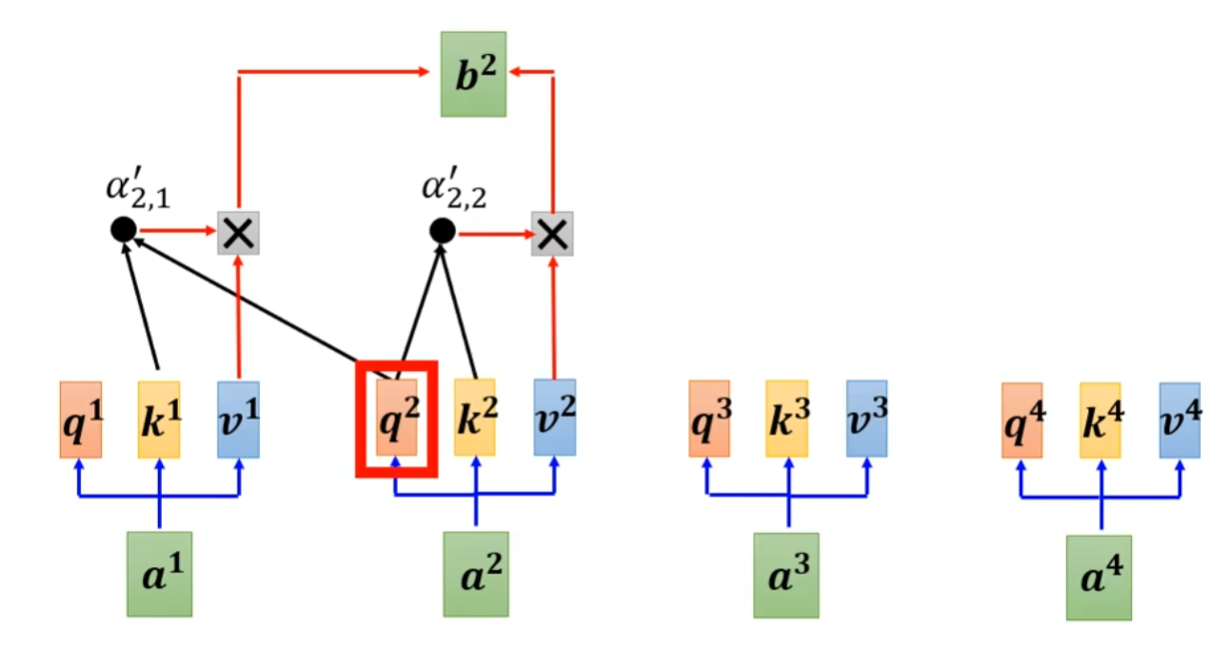 b²
α′₂,₁ α′₂,₂
q¹ k¹ v¹ q² k² v² q³ k³ v³ q⁴ k⁴ v⁴
a¹ a² a³ a⁴